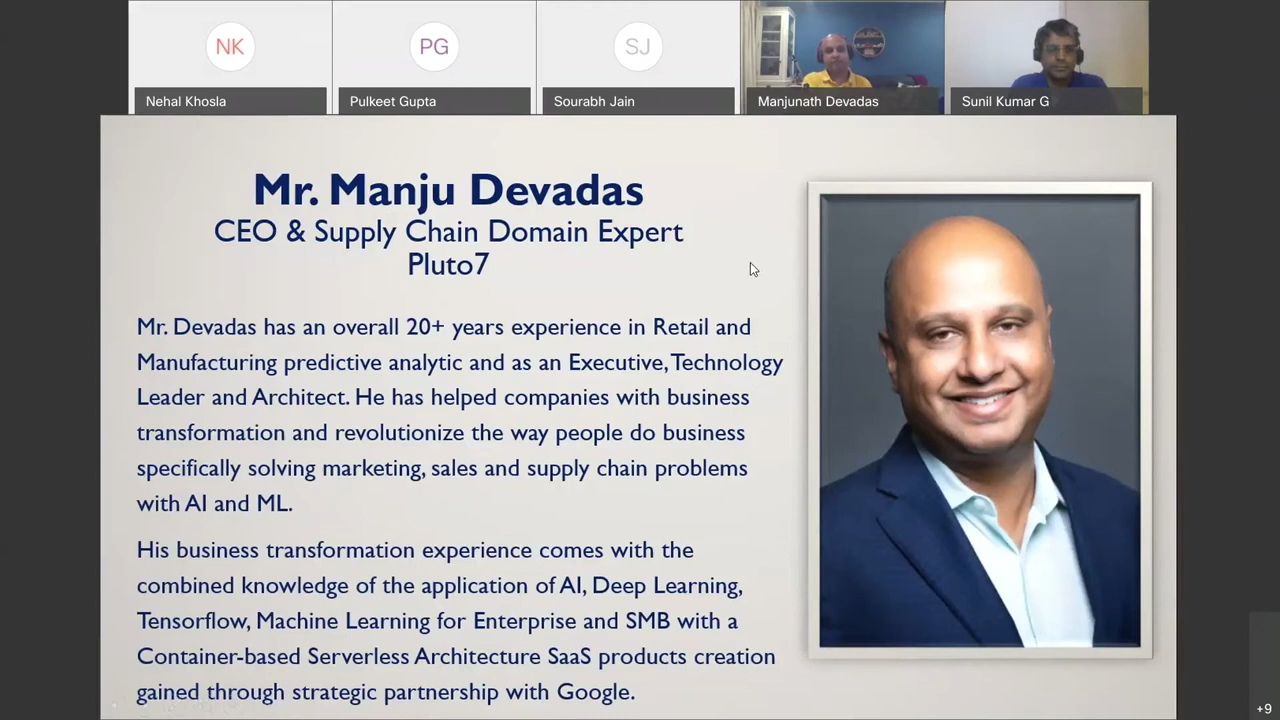 NK
PG
SJ
Nehal Khosla
Pulkeet Gupta
Sourabh Jain
Manjunath Devadas
Sunil Kumar G
Mr. Manju Devadas
CEO & Supply Chain Domain Expert
Pluto7
Mr. Devadas has an overall 20+ years experience in Retail and
Manufacturing predictive analytic and as an Executive, Technology
Leader and Architect. He has helped companies with business
transformation and revolutionize the way people do business
specifically solving marketing, sales and supply chain problems
with AI and ML.
His business transformation experience comes with the
combined knowledge of the application of AI, Deep Learning,
Tensorflow, Machine Learning for Enterprise and SMB with a
Container-based Serverless Architecture SaaS products creation
gained through strategic partnership with Google.
+9